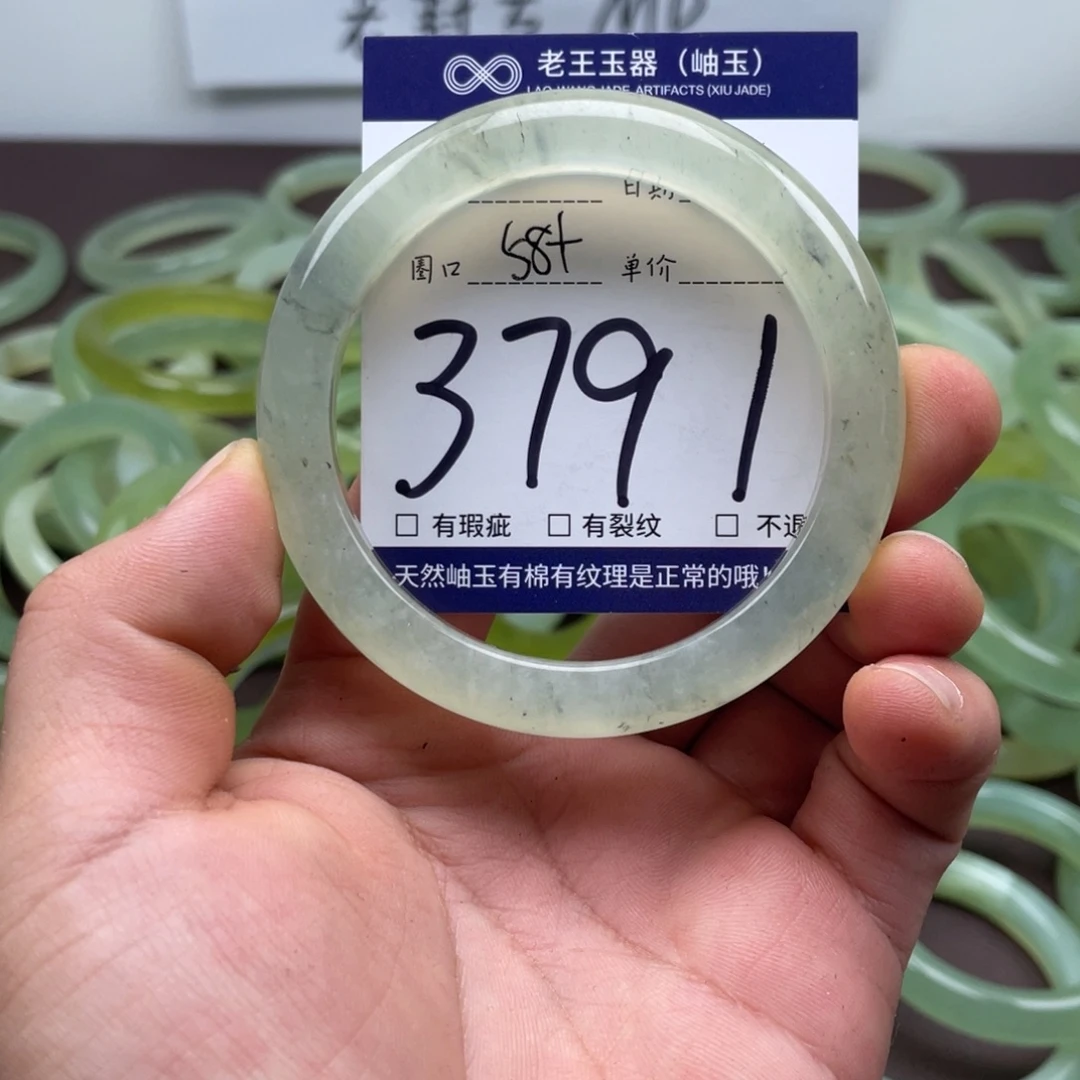 老王玉器（岫玉）
JADE ARTIFACTS (XIU JADE)
日期
圈口 58+ 单价
3791
□ 有瑕疵 □ 有裂纹 □ 不退
天然岫玉有棉有纹理是正常的哦！